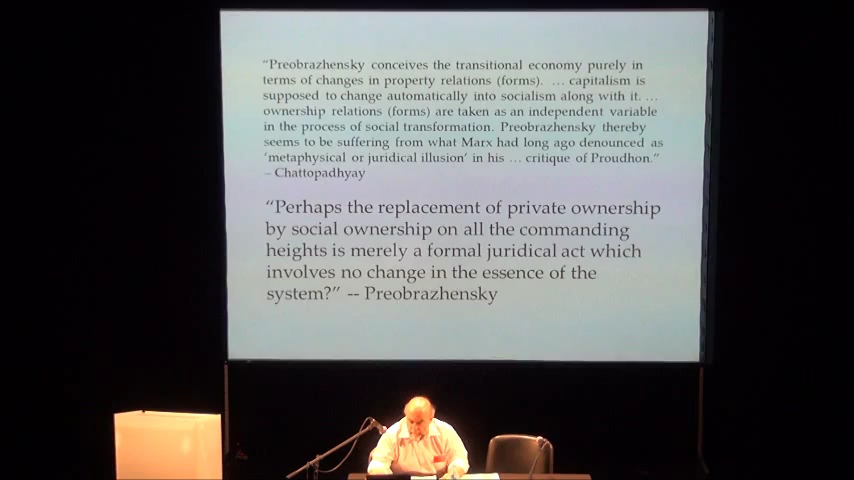 “Preobrazhensky conceives the transitional economy purely in
terms of changes in property relations (forms). … capitalism is
supposed to change automatically into socialism along with it. …
ownership relations (forms) are taken as an independent variable
in the process of social transformation. Preobrazhensky thereby
seems to be suffering from what Marx had long ago denounced as
‘metaphysical or juridical illusion’ in his … critique of Proudhon.”
– Chattopadhyay
“Perhaps the replacement of private ownership
by social ownership on all the commanding
heights is merely a formal juridical act which
involves no change in the essence of the
system?” -- Preobrazhensky